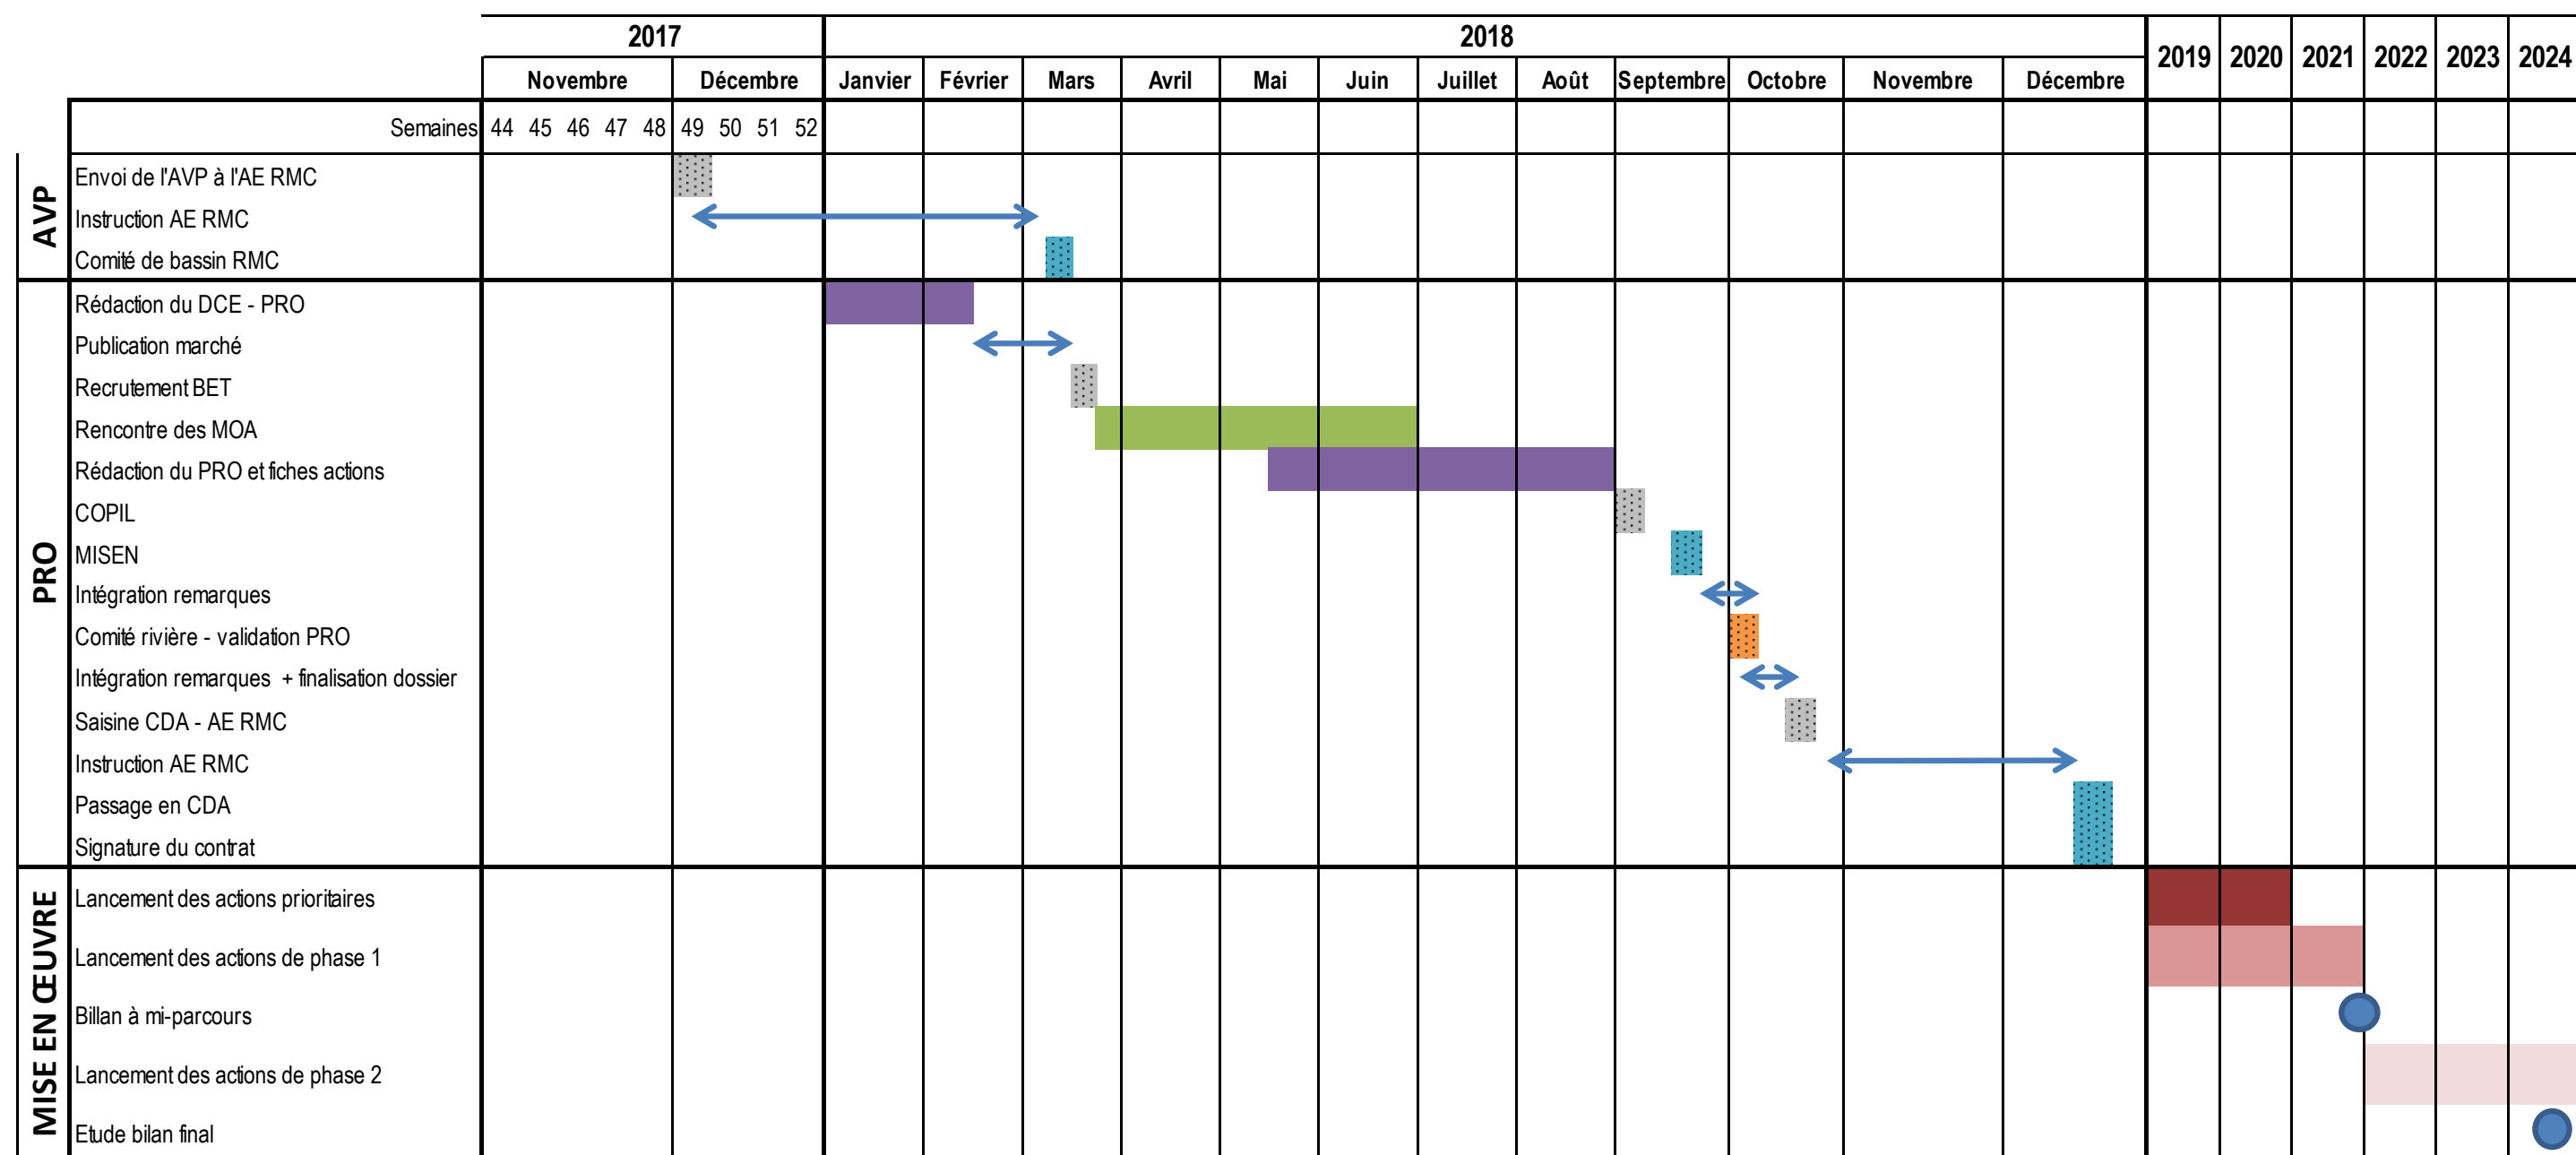 2017 2018 2019 2020 2021 2022 2023 2024
Novembre Décembre Janvier Février Mars Avril Mai Juin Juillet Août Septembre Octobre Novembre Décembre
Semaines 44 45 46 47 48 49 50 51 52
AVP
Envoi de l'AVP à l'AE RMC
Instruction AE RMC
Comité de bassin RMC
PRO
Rédaction du DCE - PRO
Publication marché
Recrutement BET
Rencontre des MOA
Rédaction du PRO et fiches actions
COPIL
MISEN
Intégration remarques
Comité rivière - validation PRO
Intégration remarques + finalisation dossier
Saisine CDA - AE RMC
Instruction AE RMC
Passage en CDA
Signature du contrat
MISE EN ŒUVRE
Lancement des actions prioritaires
Lancement des actions de phase 1
Billan à mi-parcours
Lancement des actions de phase 2
Etude bilan final